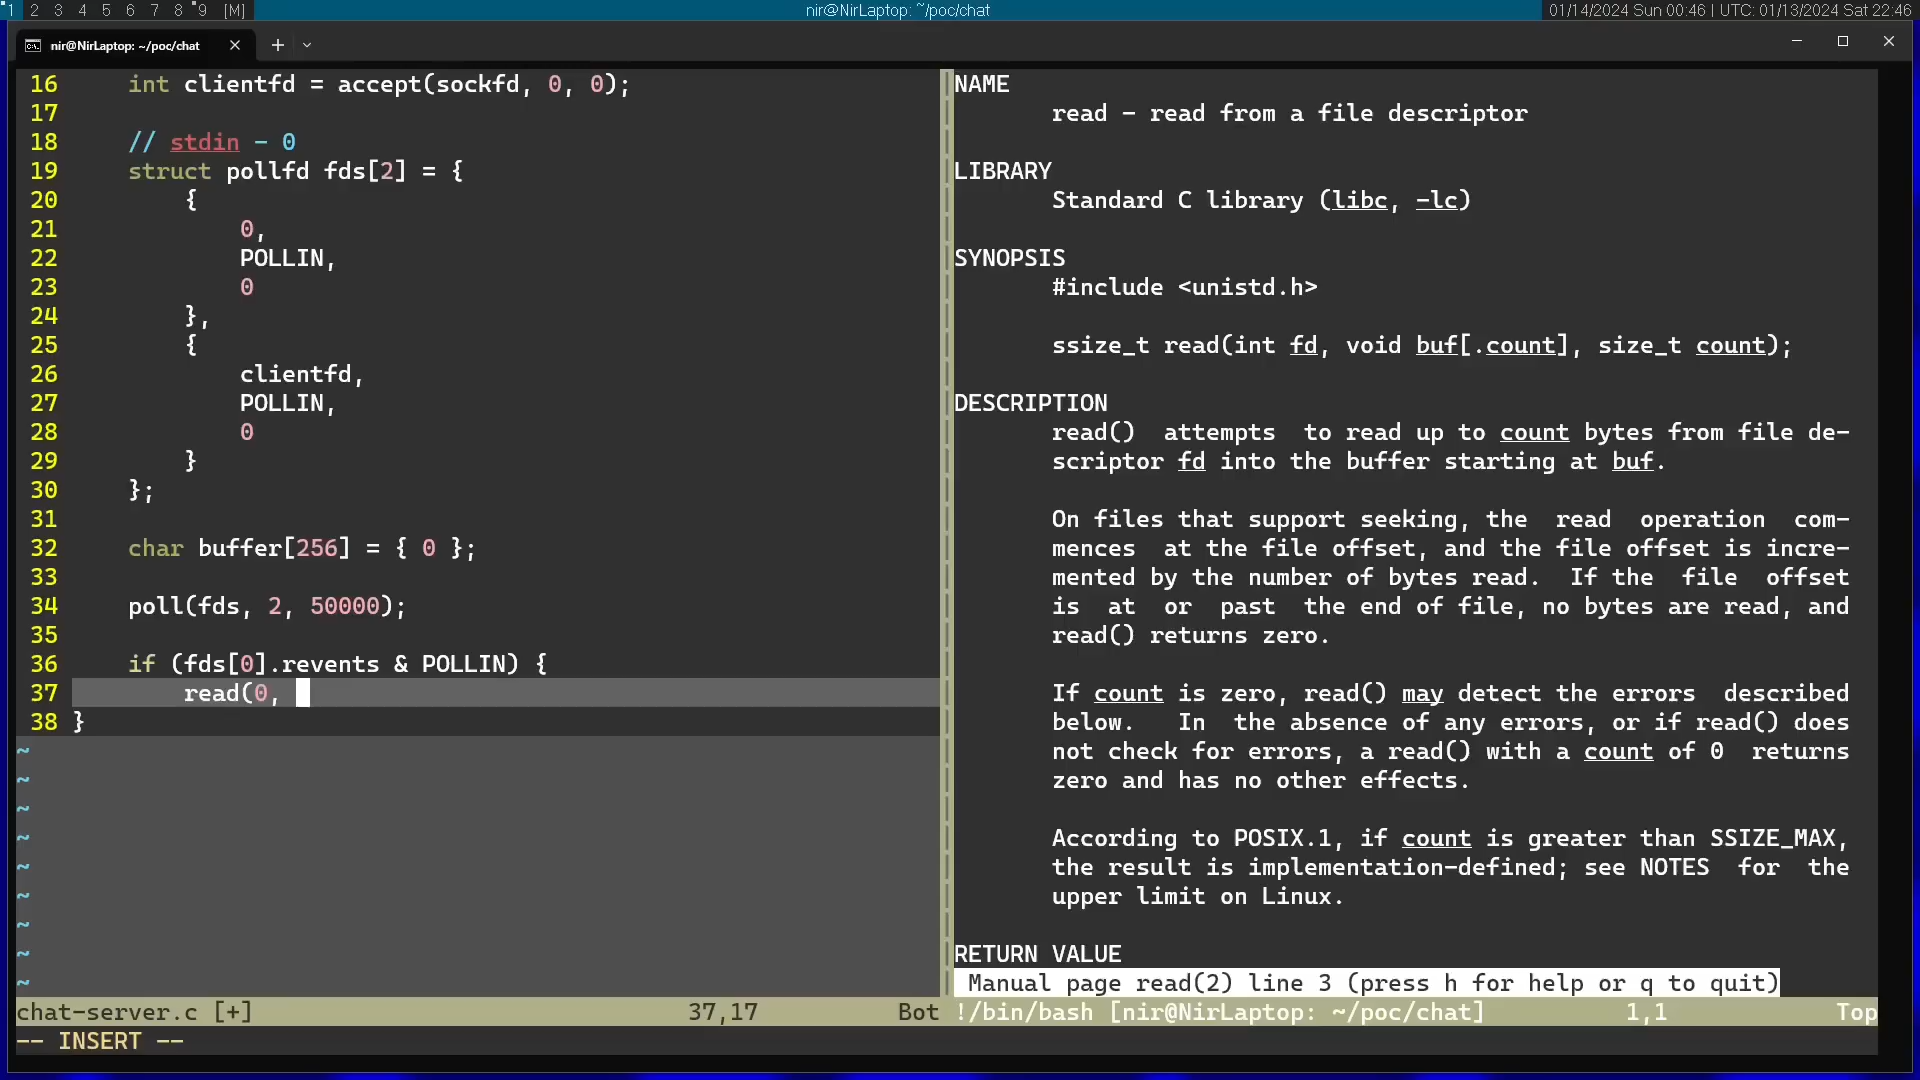 1 2 3 4 5 6 7 8 9 [M]
nir@NirLaptop: ~/poc/chat
01/14/2024 Sun 00:46 | UTC: 01/13/2024 Sat 22:46
nir@NirLaptop: ~/poc/chat
16     int clientfd = accept(sockfd, 0, 0);
17
18     // stdin - 0
19     struct pollfd fds[2] = {
20         {
21             0,
22             POLLIN,
23             0
24         },
25         {
26             clientfd,
27             POLLIN,
28             0
29         }
30     };
31
32     char buffer[256] = { 0 };
33
34     poll(fds, 2, 50000);
35
36     if (fds[0].revents & POLLIN) {
37         read(0,
38 }
~
~
~
~
~
~
~
~
~
chat-server.c [+] 37,17 Bot
-- INSERT --
NAME
read - read from a file descriptor
LIBRARY
Standard C library (libc, -lc)
SYNOPSIS
#include <unistd.h>
ssize_t read(int fd, void buf[.count], size_t count);
DESCRIPTION
read()  attempts  to read up to count bytes from file de-
scriptor fd into the buffer starting at buf.
On files that support seeking, the  read  operation  com-
mences  at the file offset, and the file offset is incre-
mented by the number of bytes read.  If the  file  offset
is  at  or  past  the end of file, no bytes are read, and
read() returns zero.
If count is zero, read() may detect the errors  described
below.   In  the absence of any errors, or if read() does
not check for errors, a read() with a count of 0  returns
zero and has no other effects.
According to POSIX.1, if count is greater than SSIZE_MAX,
the result is implementation-defined; see NOTES  for  the
upper limit on Linux.
RETURN VALUE
Manual page read(2) line 3 (press h for help or q to quit)
!/bin/bash [nir@NirLaptop: ~/poc/chat] 1,1 Top